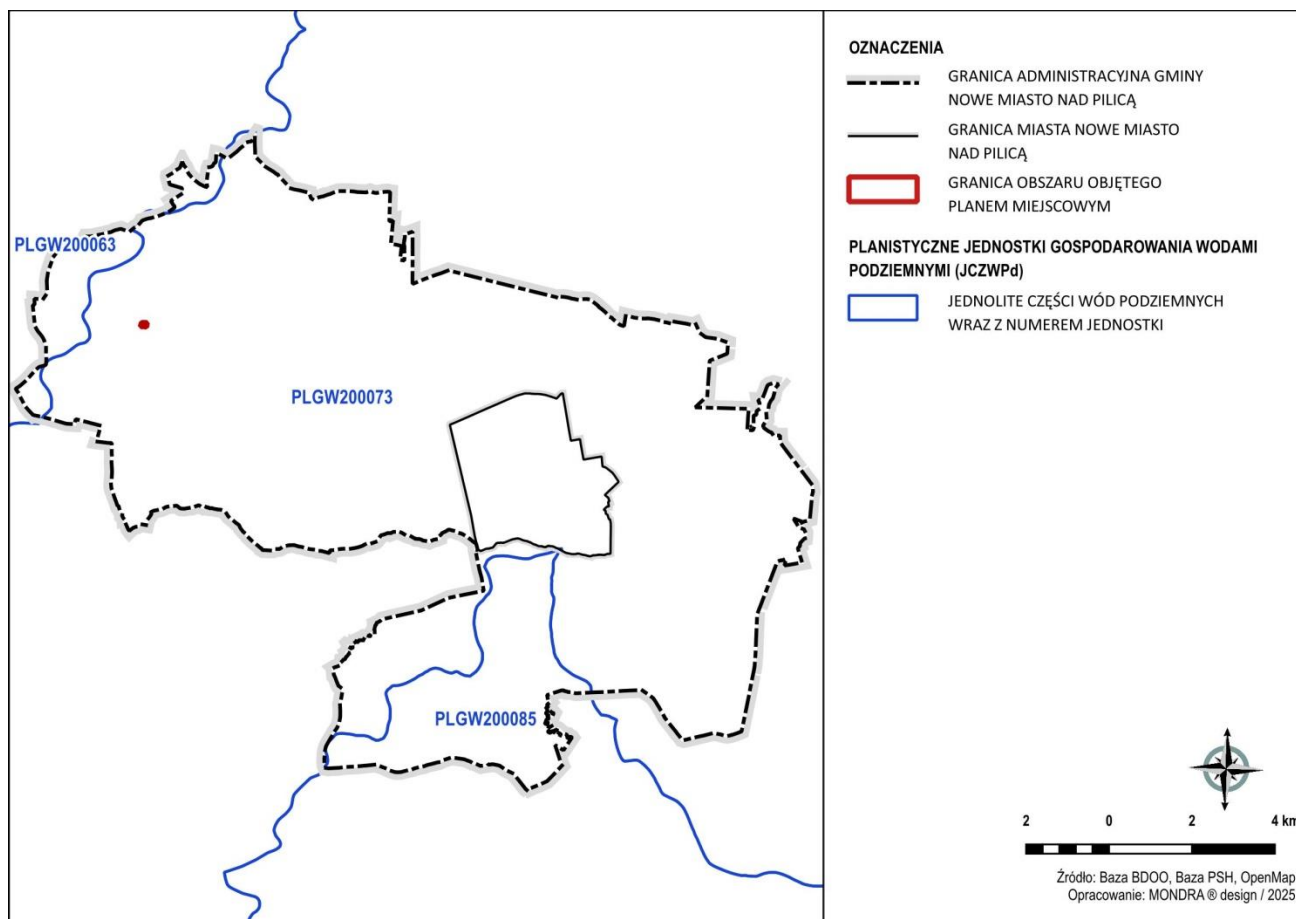 PLGW200063
PLGW200073
PLGW200085
OZNACZENIA
GRANICA ADMINISTRACYJNA GMINY
NOWE MIASTO NAD PILICĄ
GRANICA MIASTA NOWE MIASTO
NAD PILICĄ
GRANICA OBSZARU OBJĘTEGO
PLANEM MIEJSCOWYM
PLANISTYCZNE JEDNOSTKI GOSPODAROWANIA WODAMI
PODZIEMNYMI (JCZWPd)
JEDNOLITE CZĘŚCI WÓD PODZIEMNYCH
WRAZ Z NUMEREM JEDNOSTKI
2 0 2 4 km
Źródło: Baza BDOO, Baza PSH, OpenMap
Opracowanie: MONDRA ® design / 2025